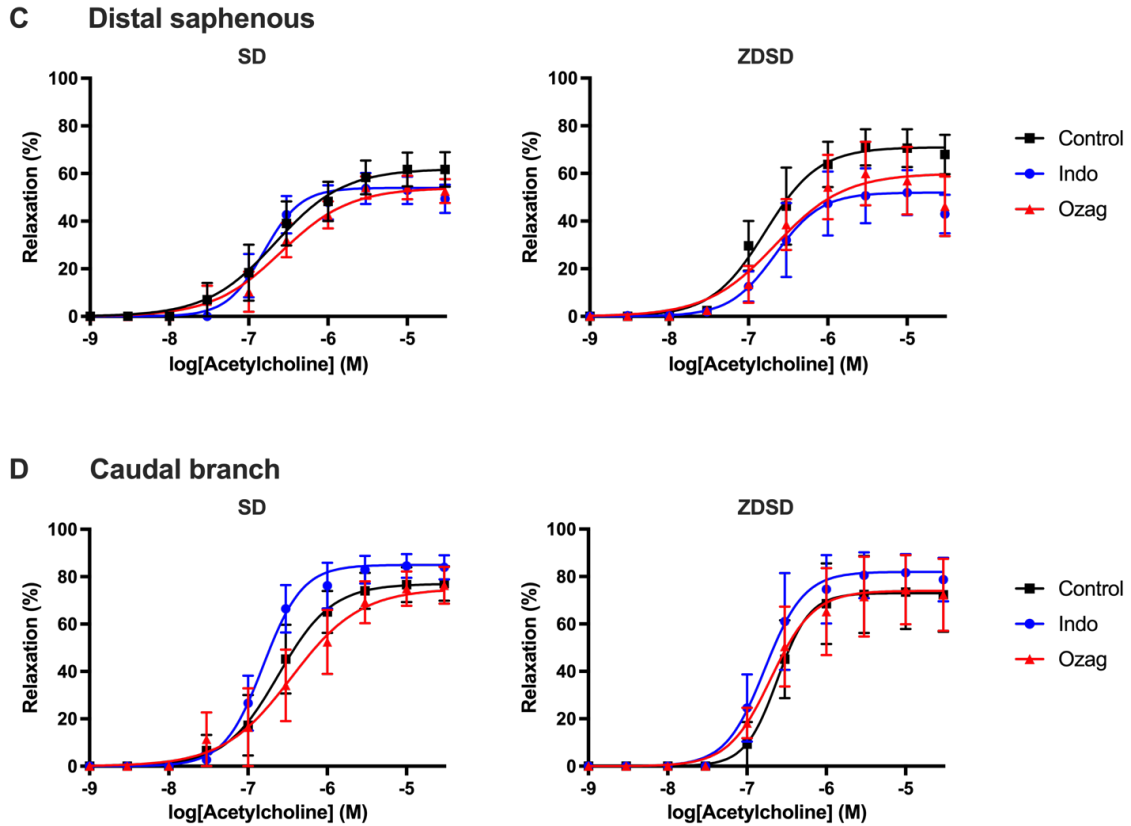 C Distal saphenous
SD
ZDSD
100
80
60
40
20
0
Relaxation (%)
-9 -8 -7 -6 -5
log[Acetylcholine] (M)
100
80
60
40
20
0
Relaxation (%)
-9 -8 -7 -6 -5
log[Acetylcholine] (M)
Control
Indo
Ozag
D Caudal branch
SD
ZDSD
100
80
60
40
20
0
Relaxation (%)
-9 -8 -7 -6 -5
log[Acetylcholine] (M)
100
80
60
40
20
0
Relaxation (%)
-9 -8 -7 -6 -5
log[Acetylcholine] (M)
Control
Indo
Ozag